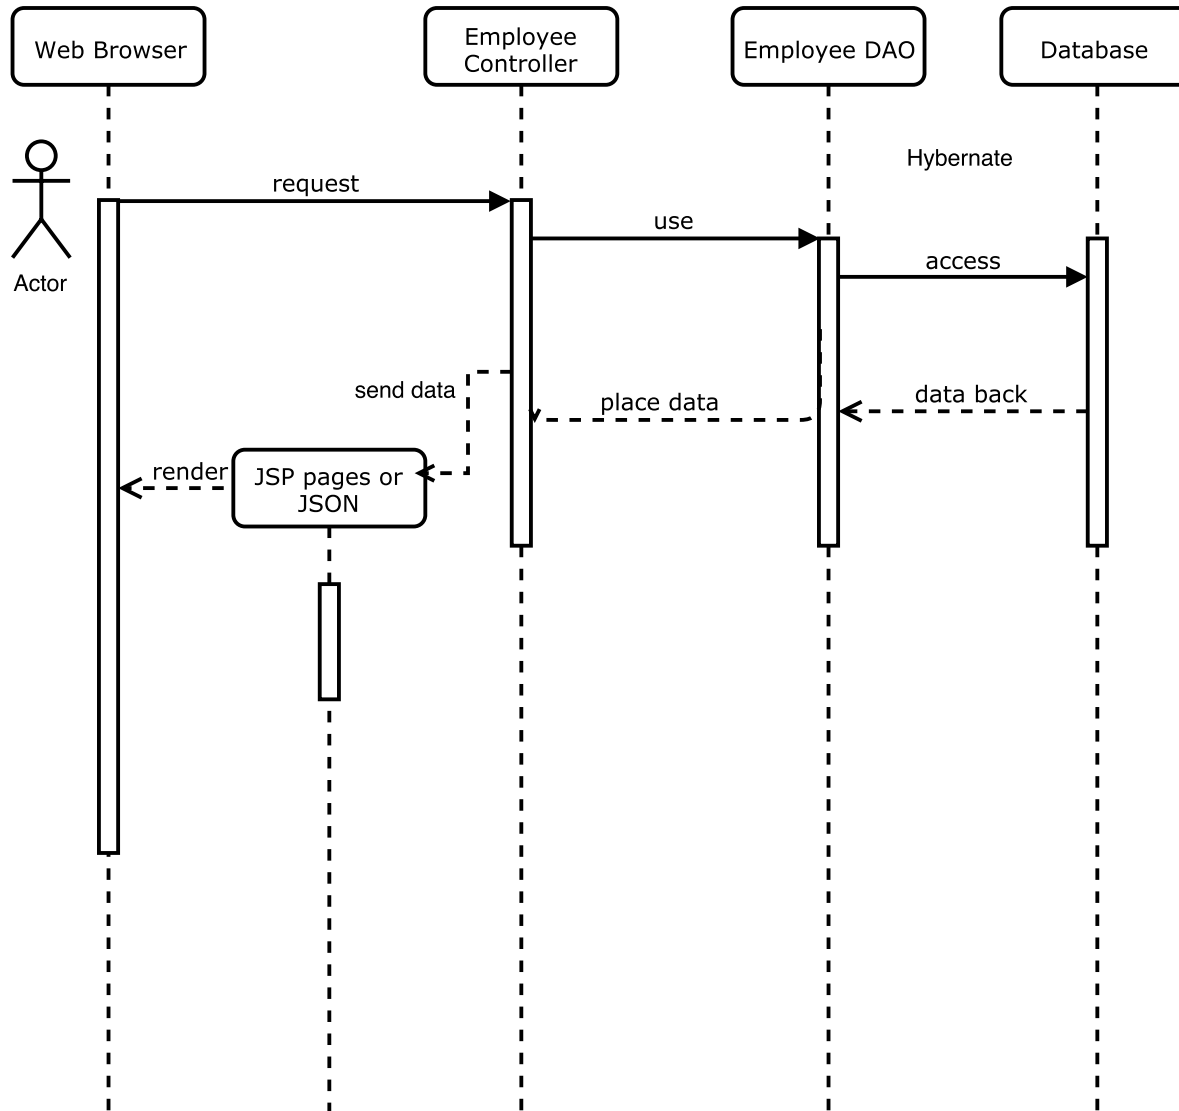 Web Browser
Employee
Controller
Employee DAO
Database
Hybernate
request
use
access
Actor
send data
place data
data back
render
JSP pages or
JSON